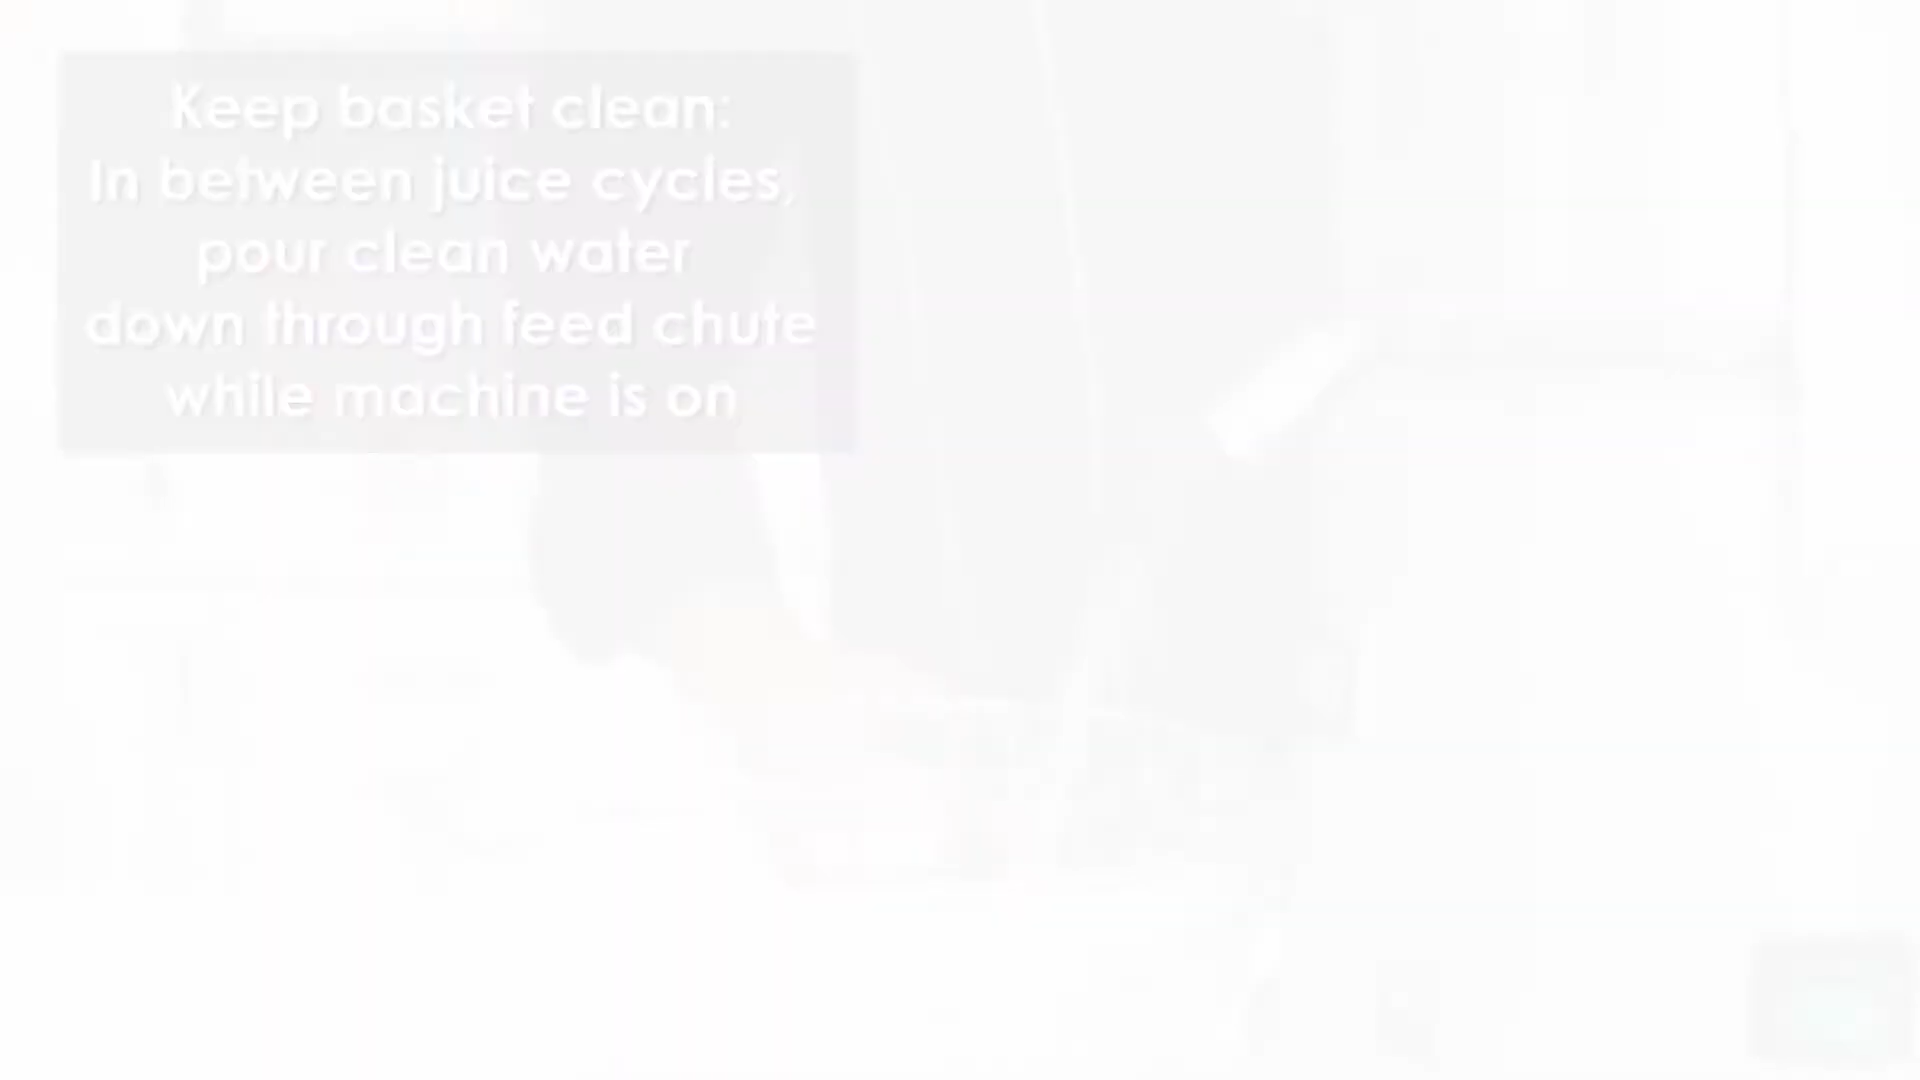 Keep basket clean:
In between juice cycles,
pour clean water
down through feed chute
while machine is on